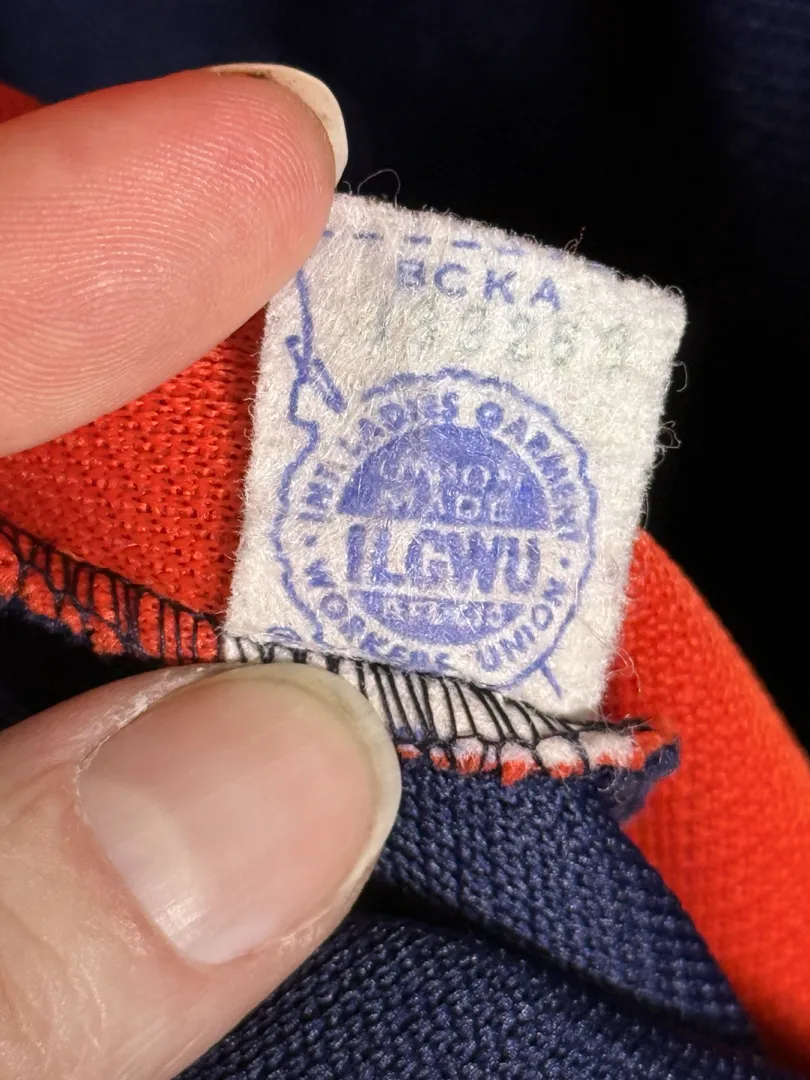 BCKA
INT'L LADIES GARMENT
UNION
MADE
ILGWU
WORKERS UNION